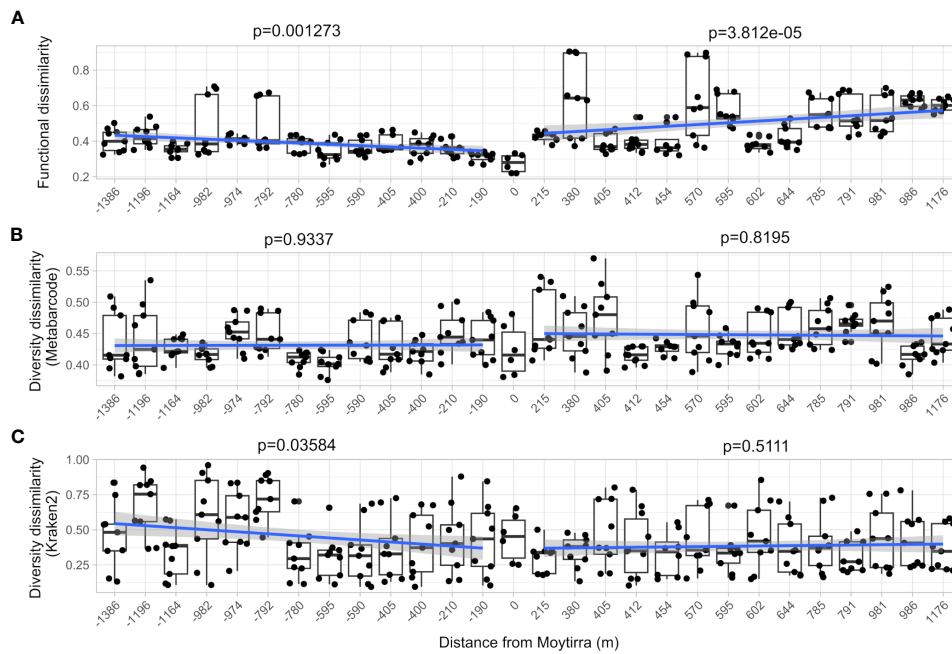 A
p=0.001273 p=3.812e-05
Functional dissimilarity
0.8
0.6
0.4
0.2
-1386 -1196 -1164 -982 -974 -792 -780 -595 -590 -405 -400 -210 -190 0 215 380 405 412 454 570 595 602 644 785 791 981 986 1176
B
p=0.9337 p=0.8195
Diversity dissimilarity
(Metabarcode)
0.55
0.50
0.45
0.40
-1386 -1196 -1164 -982 -974 -792 -780 -595 -590 -405 -400 -210 -190 0 215 380 405 412 454 570 595 602 644 785 791 981 986 1176
C
p=0.03584 p=0.5111
Diversity dissimilarity
(Kraken2)
1.00
0.75
0.50
0.25
-1386 -1196 -1164 -982 -974 -792 -780 -595 -590 -405 -400 -210 -190 0 215 380 405 412 454 570 595 602 644 785 791 981 986 1176
Distance from Moytirra (m)